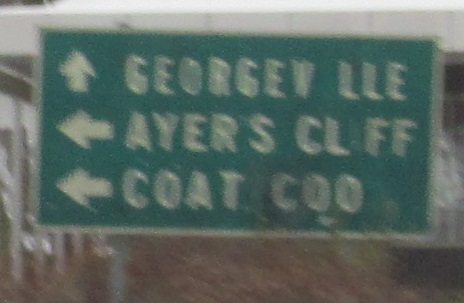 GEORGEV LLE
AYER'S CL FF
COAT COO